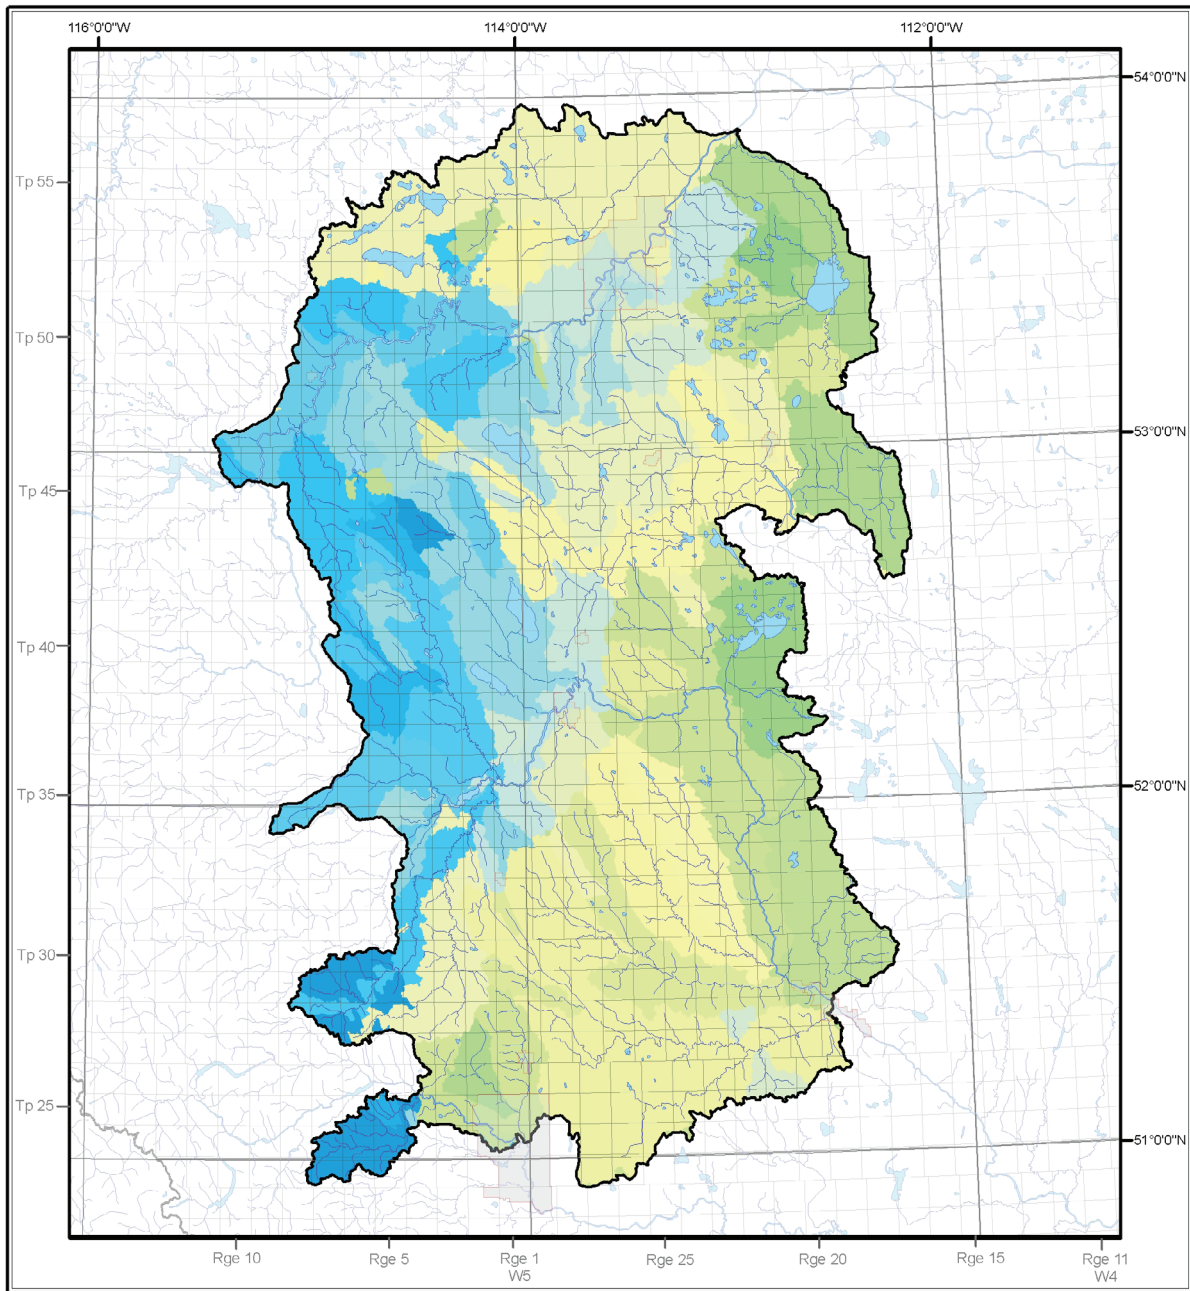 116°0'0"W
114°0'0"W
112°0'0"W
54°0'0"N
Tp 55
Tp 50
53°0'0"N
Tp 45
Tp 40
Tp 35
52°0'0"N
Tp 30
Tp 25
51°0'0"N
Rge 10
Rge 5
Rge 1
W5
Rge 25
Rge 20
Rge 15
Rge 11
W4